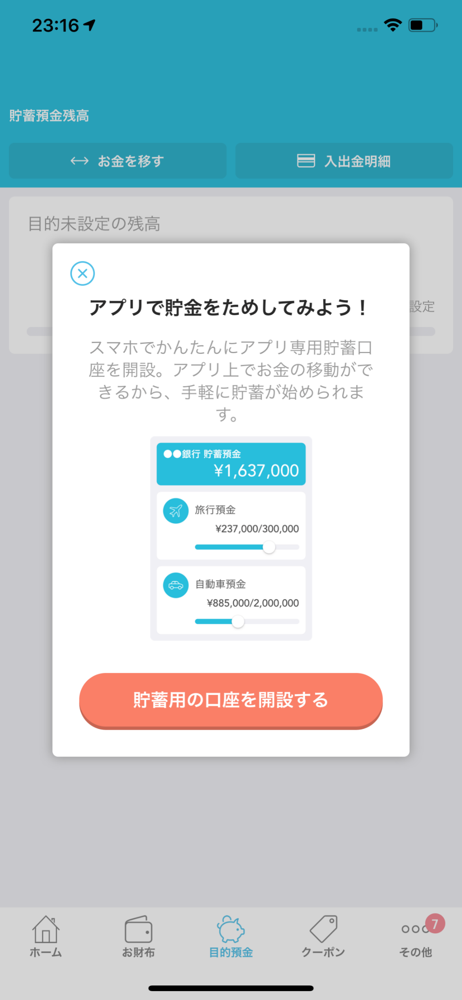 23:16
貯蓄預金残高
お金を移す
入出金明細
目的未設定の残高
設定
アプリで貯金をためしてみよう！
スマホでかんたんにアプリ専用貯蓄口
座を開設。アプリ上でお金の移動がで
きるから、手軽に貯蓄が始められま
す。
●●銀行 貯蓄預金
¥1,637,000
旅行預金
¥237,000/300,000
自動車預金
¥885,000/2,000,000
貯蓄用の口座を開設する
7
ホーム
お財布
目的預金
クーポン
その他